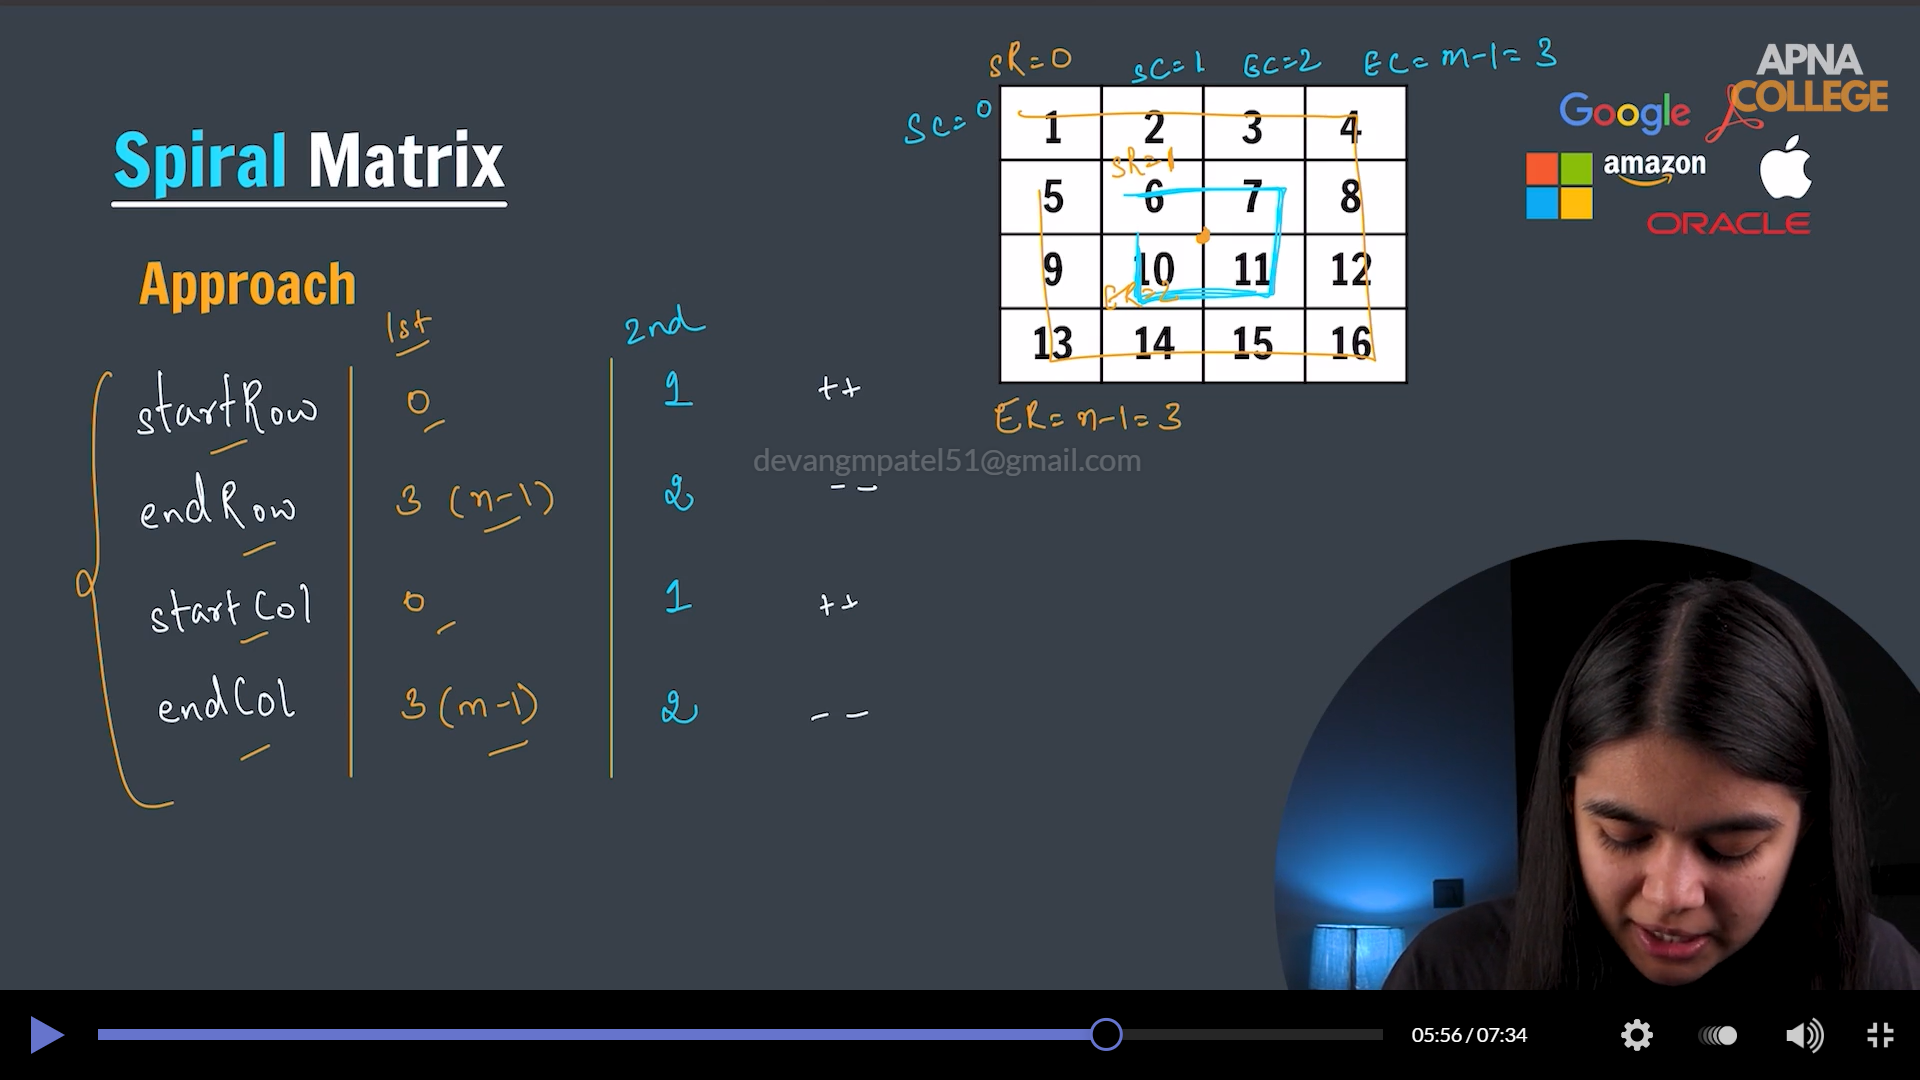 SR=0 SC=1 EC=2 EC=m-1=3
APNA
COLLEGE
SC=0
Google
amazon
ORACLE
1 2 3 4
SR=1
5 6 7 8
9 10 11 12
ER=2
13 14 15 16
ER=n-1=3
Spiral Matrix
Approach
1st 2nd
startRow 0 1 ++
endRow 3 (n-1) 2 --
startCol 0 1 ++
endCol 3(m-1) 2 --
devangmpatel51@gmail.com
05:56 / 07:34